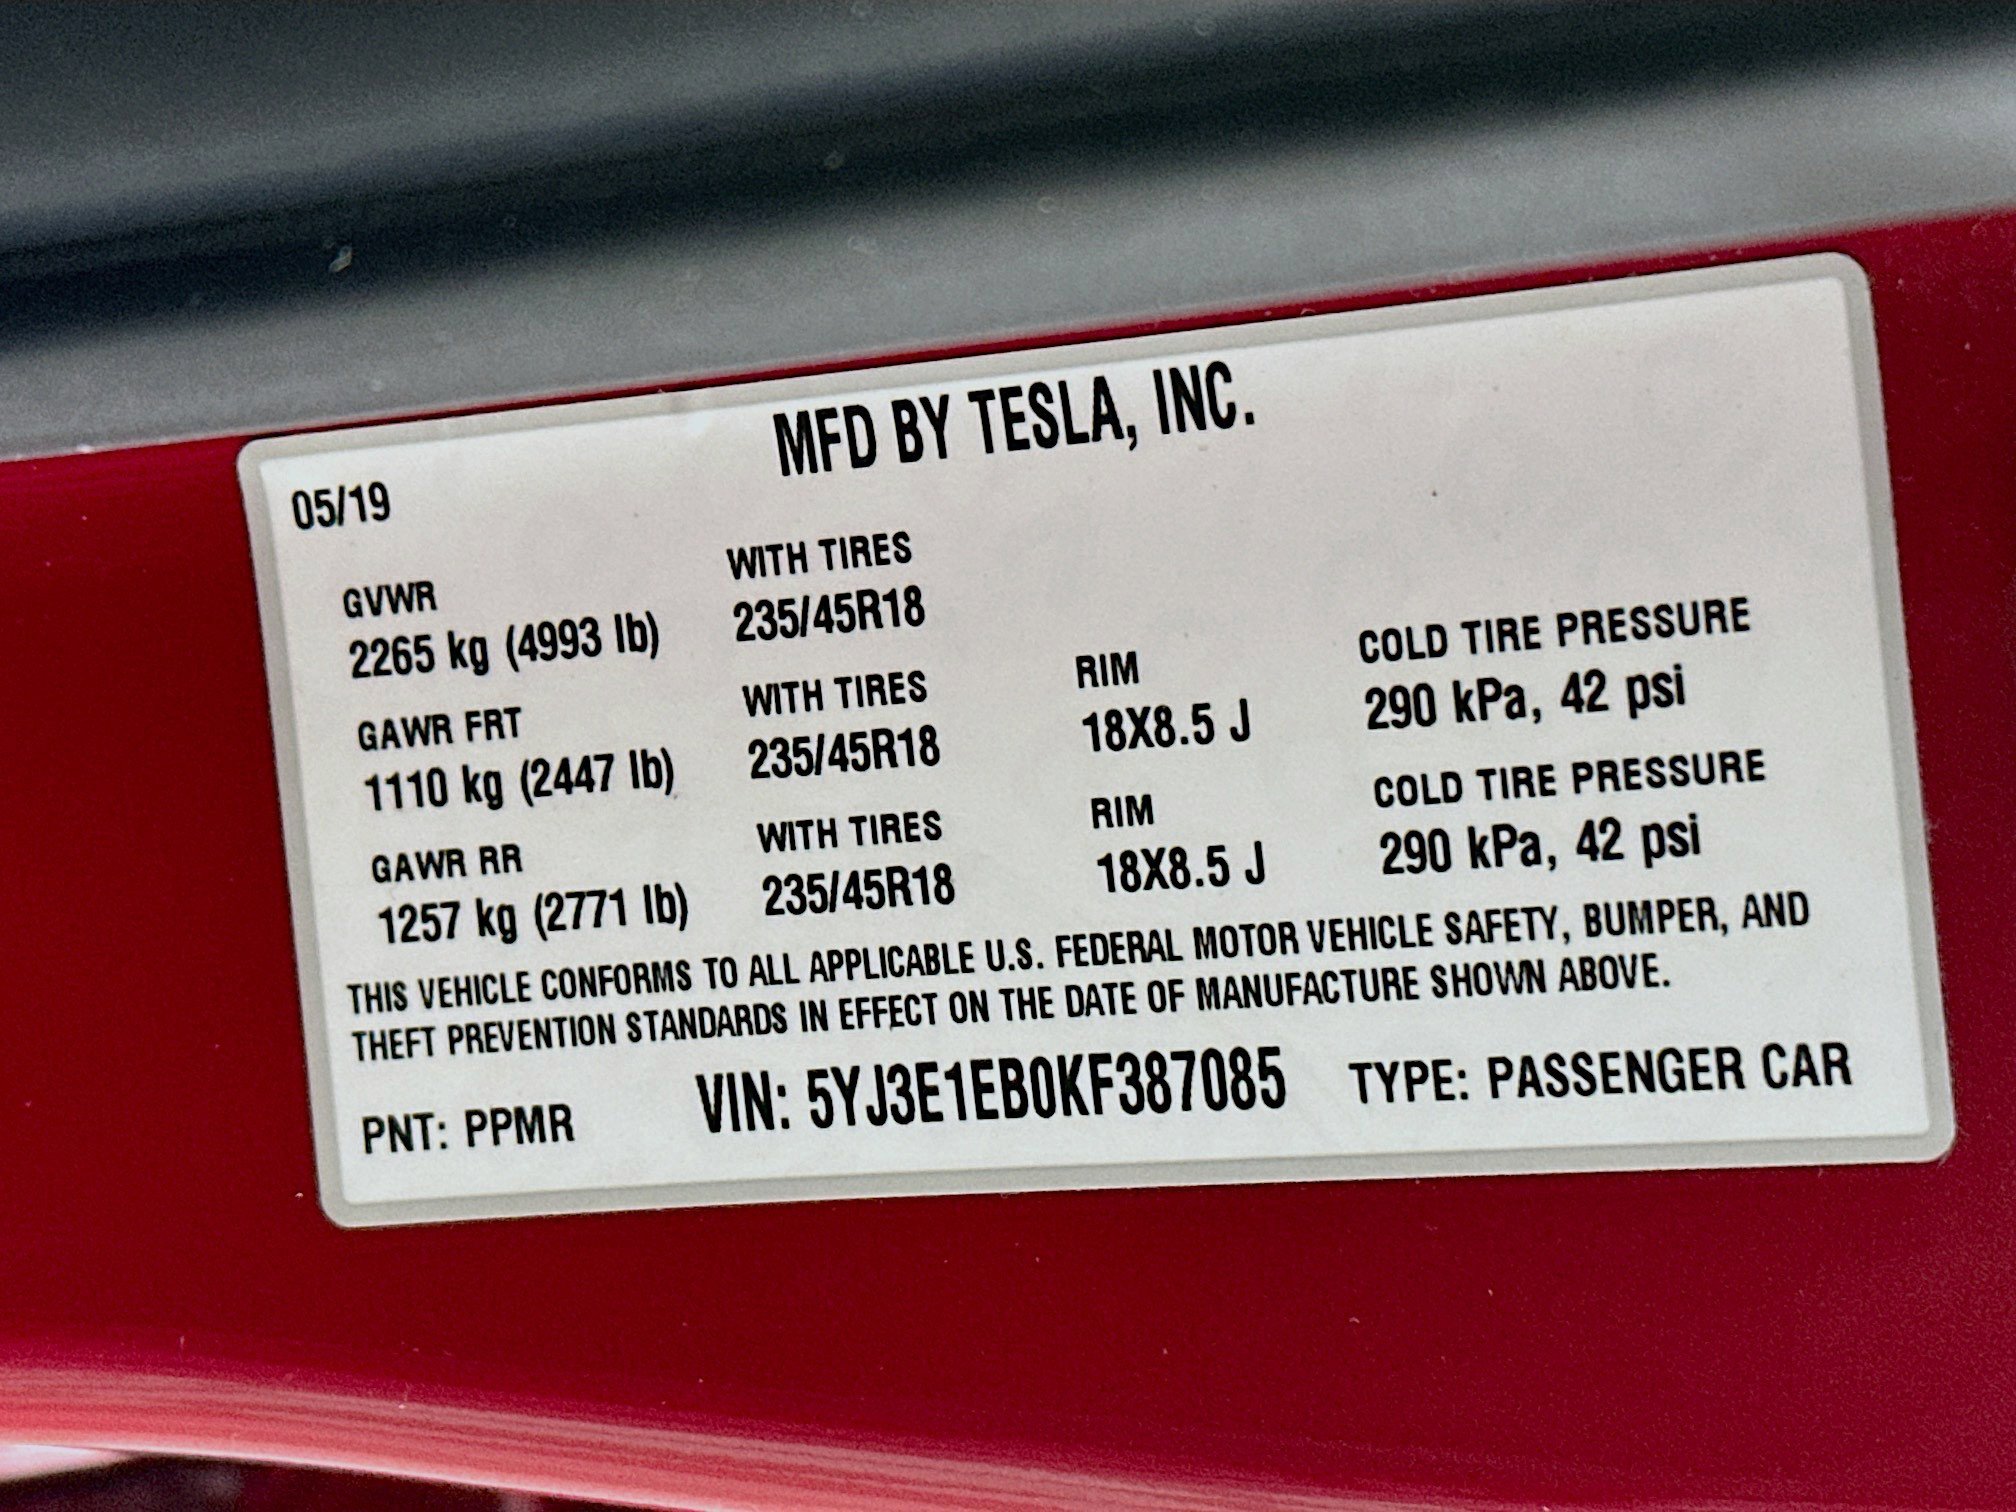 MFD BY TESLA, INC.
05/19
GVWR WITH TIRES
2265 kg (4993 lb) 235/45R18
GAWR FRT WITH TIRES RIM COLD TIRE PRESSURE
1110 kg (2447 lb) 235/45R18 18X8.5 J 290 kPa, 42 psi
GAWR RR WITH TIRES RIM COLD TIRE PRESSURE
1257 kg (2771 lb) 235/45R18 18X8.5 J 290 kPa, 42 psi
THIS VEHICLE CONFORMS TO ALL APPLICABLE U.S. FEDERAL MOTOR VEHICLE SAFETY, BUMPER, AND
THEFT PREVENTION STANDARDS IN EFFECT ON THE DATE OF MANUFACTURE SHOWN ABOVE.
PNT: PPMR VIN: 5YJ3E1EB0KF387085 TYPE: PASSENGER CAR